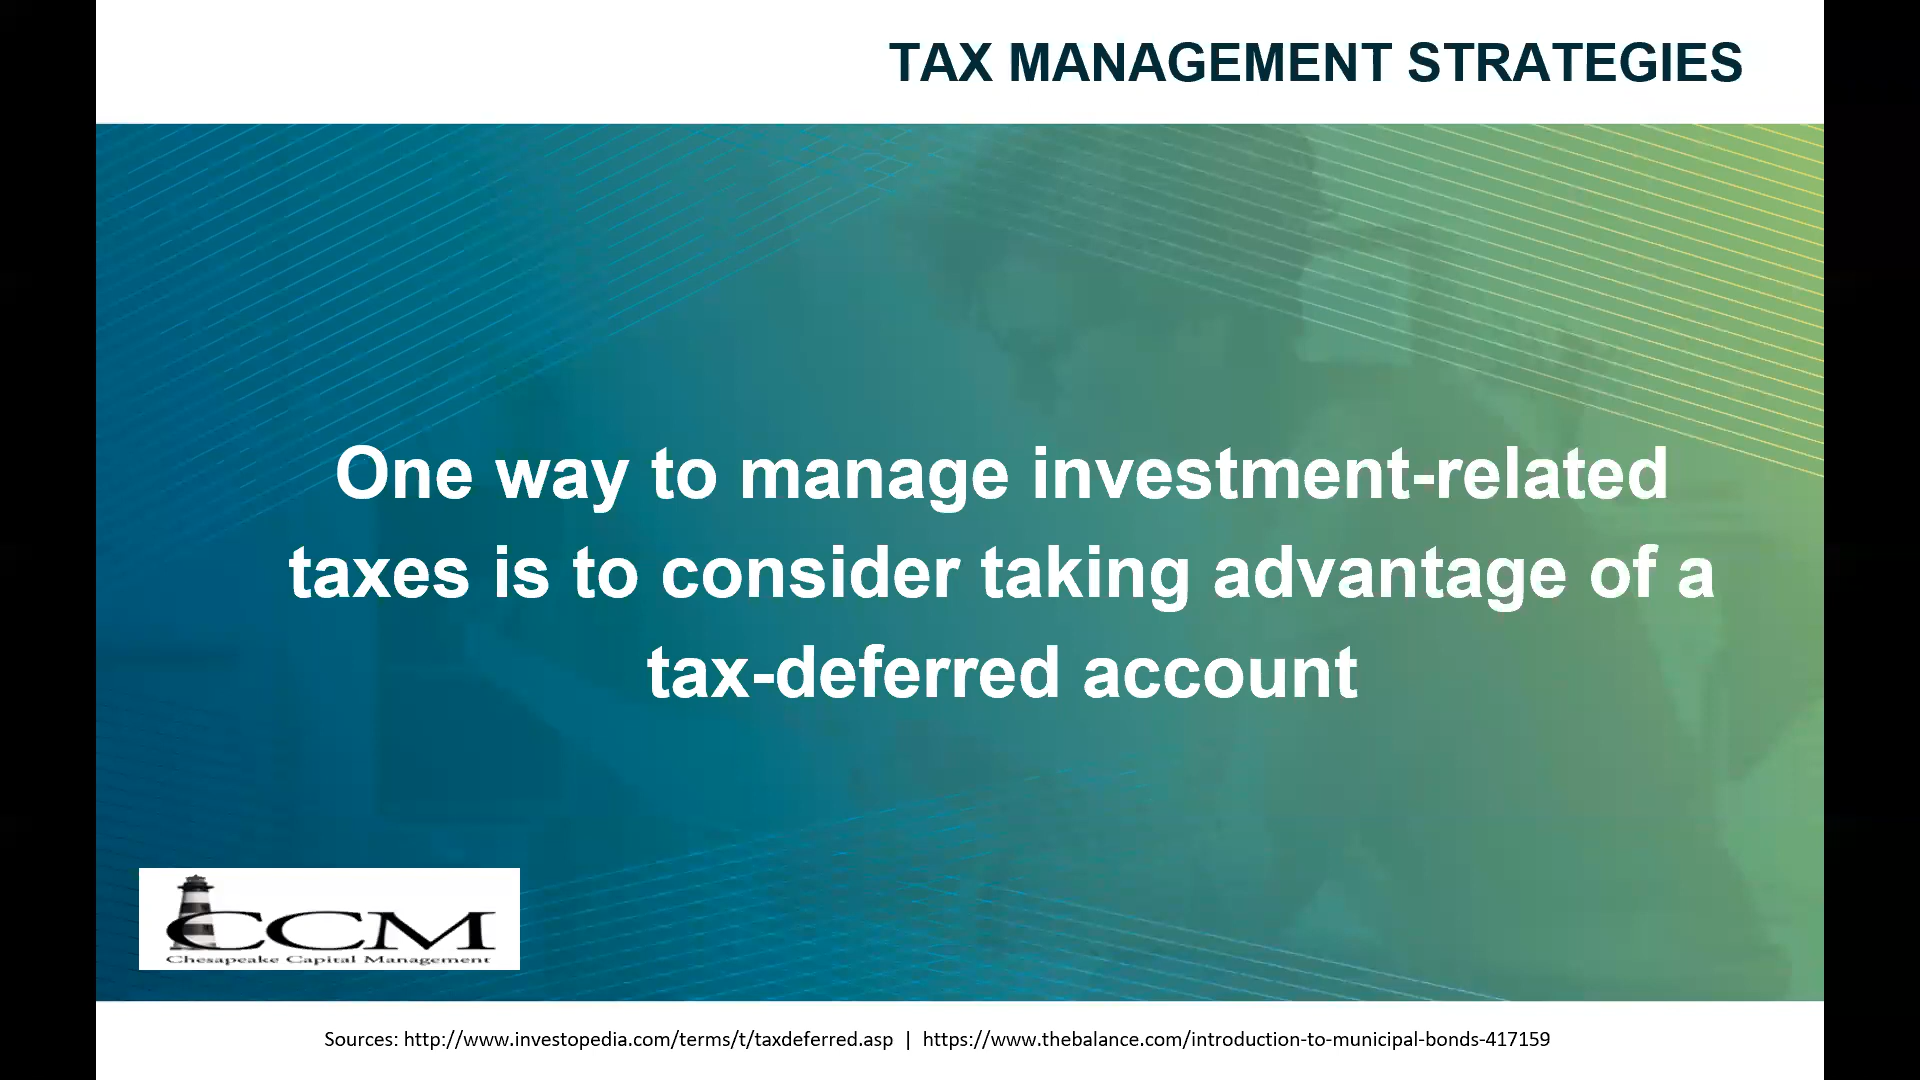 TAX MANAGEMENT STRATEGIES
One way to manage investment-related
taxes is to consider taking advantage of a
tax-deferred account
CCM
Chesapeake Capital Management
Sources: http://www.investopedia.com/terms/t/taxdeferred.asp | https://www.thebalance.com/introduction-to-municipal-bonds-417159